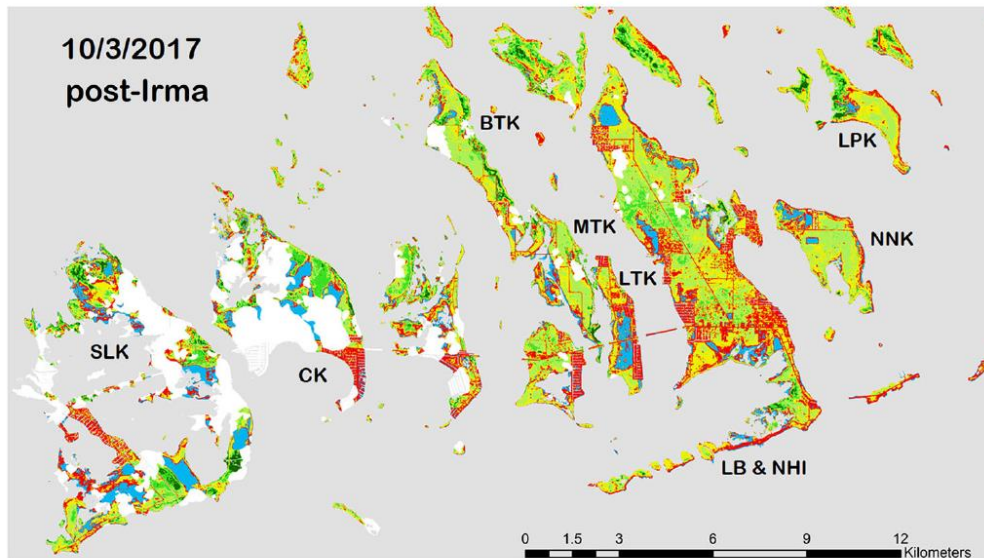 10/3/2017
post-Irma
BTK
LPK
MTK
NNK
LTK
SLK
CK
LB & NHI
0 1.5 3 6 9 12
Kilometers